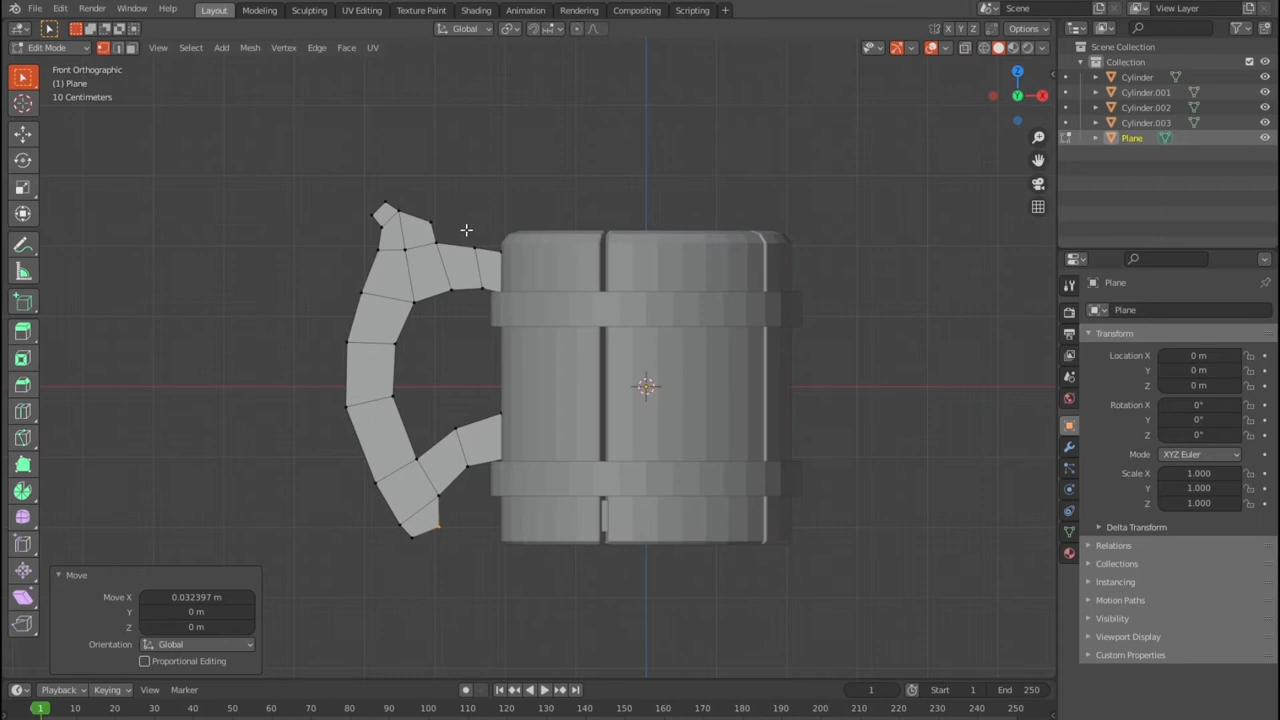 File Edit Render Window Help Layout Modeling Sculpting UV Editing Texture Paint Shading Animation Rendering Compositing Scripting + Scene View Layer
Global Options
Edit Mode View Select Add Mesh Vertex Edge Face UV
X Y Z
Front Orthographic
(1) Plane
10 Centimeters
Z
Y
X
Scene Collection
Collection
Cylinder
Cylinder.001
Cylinder.002
Cylinder.003
Plane
Plane
Plane
Transform
Location X 0 m
Y 0 m
Z 0 m
Rotation X 0°
Y 0°
Z 0°
Mode XYZ Euler
Scale X 1.000
Y 1.000
Z 1.000
Delta Transform
Relations
Collections
Instancing
Motion Paths
Visibility
Viewport Display
Custom Properties
Move
Move X 0.032397 m
Y 0 m
Z 0 m
Orientation Global
Proportional Editing
Playback Keying View Marker 1 Start 1 End 250
1 10 20 30 40 50 60 70 80 90 100 110 120 130 140 150 160 170 180 190 200 210 220 230 240 250